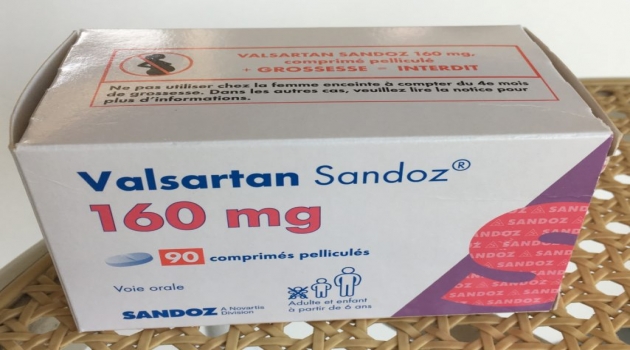 VALSARTAN SANDOZ 160 mg,
comprimé pelliculé
+ GROSSESSE = INTERDIT
Ne pas utiliser chez la femme enceinte à compter du 4e mois
de grossesse. Dans les autres cas, veuillez lire la notice pour
plus d'informations.
Valsartan Sandoz®
160 mg
90 comprimés pelliculés
Voie orale
Adulte et enfant
à partir de 6 ans
SANDOZ A Novartis
Division